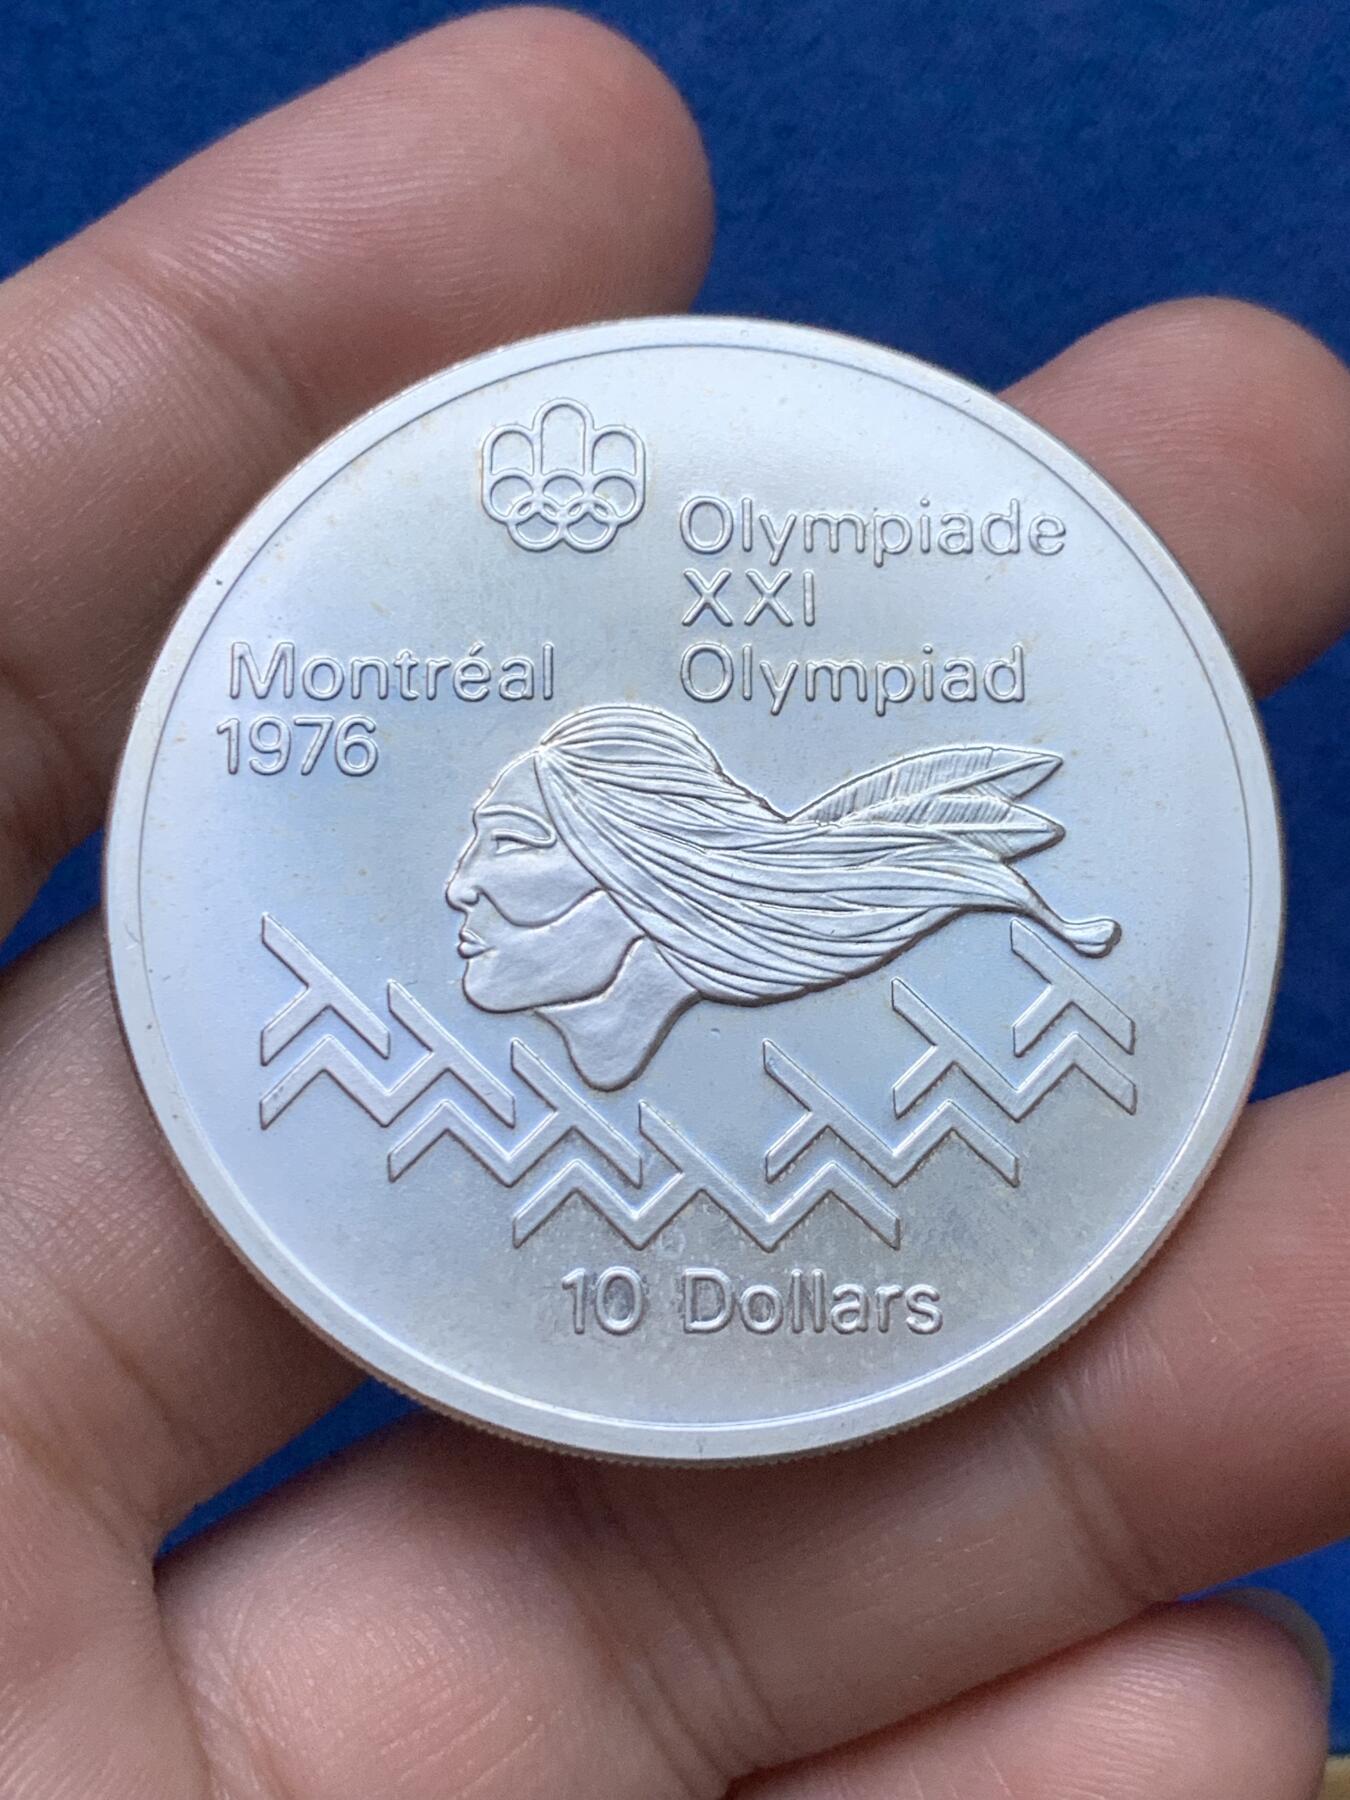 Olympiade
XXI
Olympiad
Montréal
1976
10 Dollars